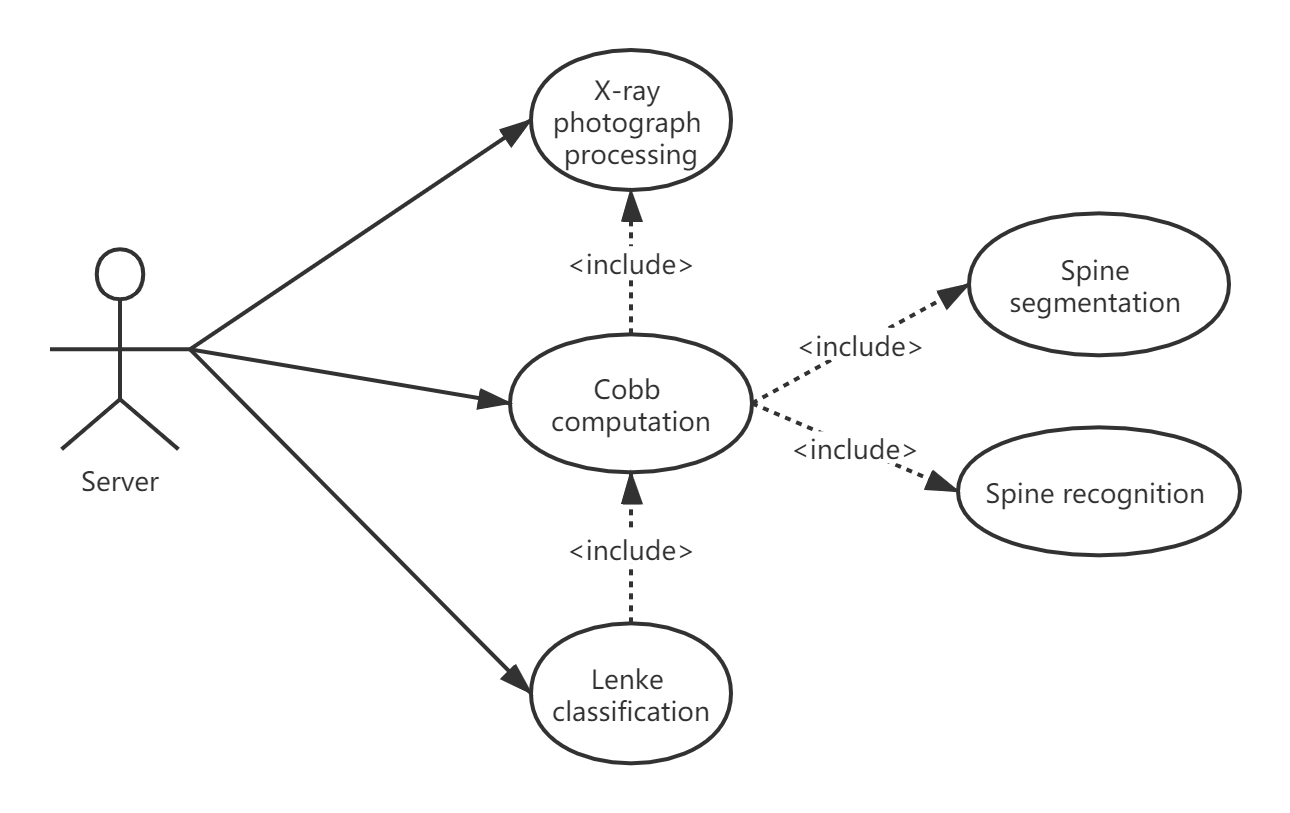 X-ray
photograph
processing
<include>
Spine
segmentation
<include>
Cobb
computation
<include>
Server
Spine recognition
<include>
Lenke
classification